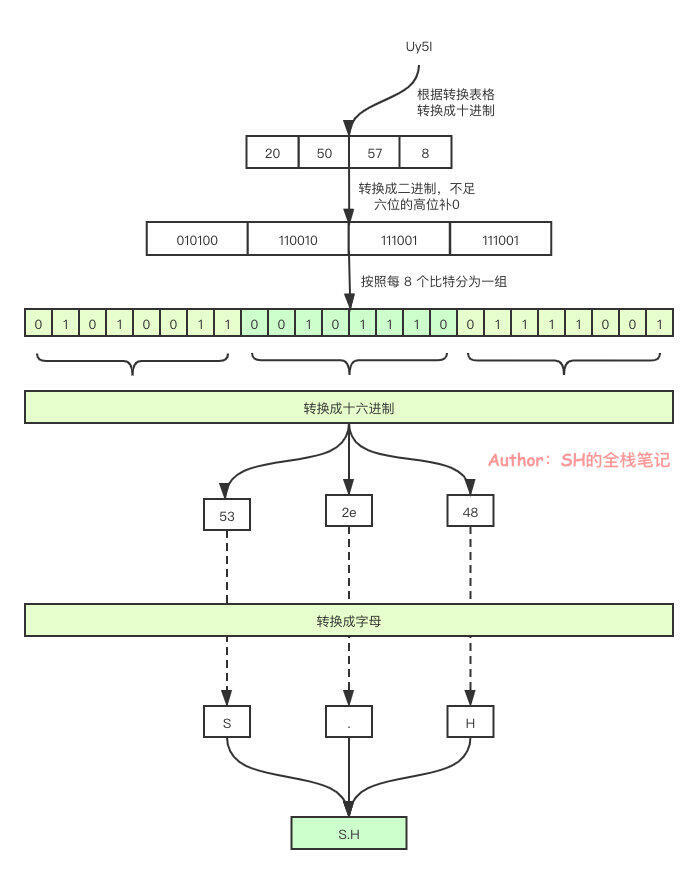 Uy5I
根据转换表格
转换成十进制
20 50 57 8
转换成二进制，不足
六位的高位补0
010100 110010 111001 111001
按照每 8 个比特分为一组
0 1 0 1 0 0 1 1 0 0 1 0 1 1 1 0 0 1 1 1 1 0 0 1
转换成十六进制
Author：SH的全栈笔记
53 2e 48
转换成字母
S . H
S.H